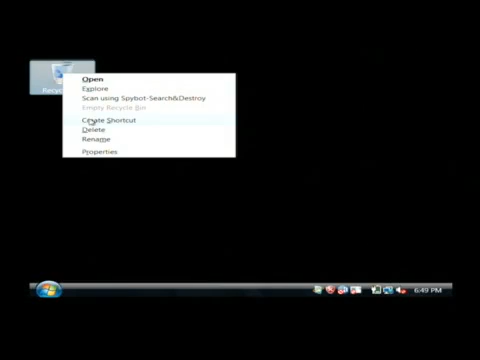 Recyc
Open
Explore
Scan using Spybot-Search&Destroy
Empty Recycle Bin
Create Shortcut
Delete
Rename
Properties
6:49 PM